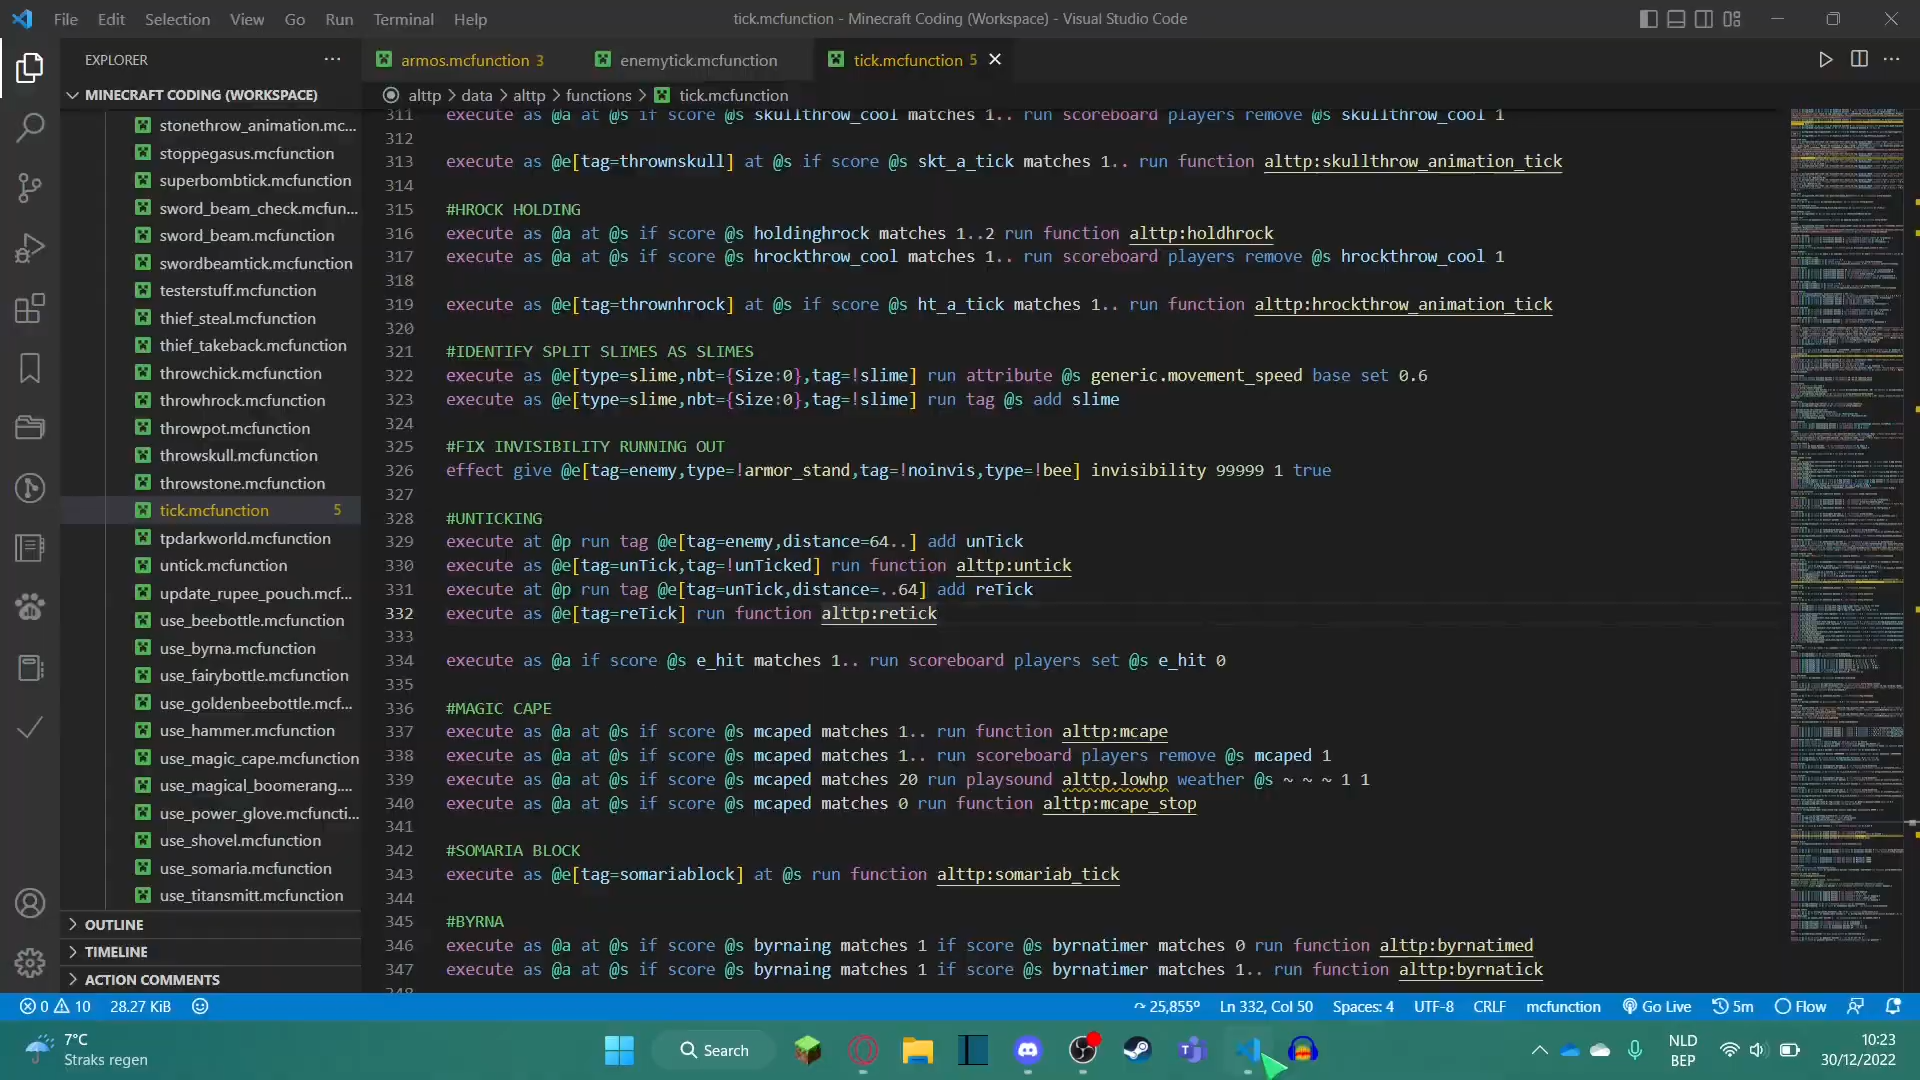 File Edit Selection View Go Run Terminal Help
tick.mcfunction - Minecraft Coding (Workspace) - Visual Studio Code
EXPLORER
armos.mcfunction 3
enemytick.mcfunction
tick.mcfunction 5
MINECRAFT CODING (WORKSPACE)
alttp > data > alttp > functions > tick.mcfunction
stonethrow_animation.mc...
stoppegasus.mcfunction
superbombtick.mcfunction
sword_beam_check.mcfun...
sword_beam.mcfunction
swordbeamtick.mcfunction
testerstuff.mcfunction
thief_steal.mcfunction
thief_takeback.mcfunction
throwchick.mcfunction
throwhrock.mcfunction
throwpot.mcfunction
throwskull.mcfunction
throwstone.mcfunction
tick.mcfunction 5
tpdarkworld.mcfunction
untick.mcfunction
update_rupee_pouch.mcf...
use_beebottle.mcfunction
use_byrna.mcfunction
use_fairybottle.mcfunction
use_goldenbeebottle.mcf...
use_hammer.mcfunction
use_magic_cape.mcfunction
use_magical_boomerang....
use_power_glove.mcfuncti...
use_shovel.mcfunction
use_somaria.mcfunction
use_titansmitt.mcfunction
OUTLINE
TIMELINE
ACTION COMMENTS
311 execute as @a at @s if score @s skullthrow_cool matches 1.. run scoreboard players remove @s skullthrow_cool 1
312
313 execute as @e[tag=thrownskull] at @s if score @s skt_a_tick matches 1.. run function alttp:skullthrow_animation_tick
314
315 #HROCK HOLDING
316 execute as @a at @s if score @s holdinghrock matches 1..2 run function alttp:holdhrock
317 execute as @a at @s if score @s hrockthrow_cool matches 1.. run scoreboard players remove @s hrockthrow_cool 1
318
319 execute as @e[tag=thrownhrock] at @s if score @s ht_a_tick matches 1.. run function alttp:hrockthrow_animation_tick
320
321 #IDENTIFY SPLIT SLIMES AS SLIMES
322 execute as @e[type=slime,nbt={Size:0},tag=!slime] run attribute @s generic.movement_speed base set 0.6
323 execute as @e[type=slime,nbt={Size:0},tag=!slime] run tag @s add slime
324
325 #FIX INVISIBILITY RUNNING OUT
326 effect give @e[tag=enemy,type=!armor_stand,tag=!noinvis,type=!bee] invisibility 99999 1 true
327
328 #UNTICKING
329 execute at @p run tag @e[tag=enemy,distance=64..] add unTick
330 execute as @e[tag=unTick,tag=!unTicked] run function alttp:untick
331 execute at @p run tag @e[tag=unTick,distance=..64] add reTick
332 execute as @e[tag=reTick] run function alttp:retick
333
334 execute as @a if score @s e_hit matches 1.. run scoreboard players set @s e_hit 0
335
336 #MAGIC CAPE
337 execute as @a at @s if score @s mcaped matches 1.. run function alttp:mcape
338 execute as @a at @s if score @s mcaped matches 1.. run scoreboard players remove @s mcaped 1
339 execute as @a at @s if score @s mcaped matches 20 run playsound alttp.lowhp weather @s ~ ~ ~ 1 1
340 execute as @a at @s if score @s mcaped matches 0 run function alttp:mcape_stop
341
342 #SOMARIA BLOCK
343 execute as @e[tag=somariablock] at @s run function alttp:somariab_tick
344
345 #BYRNA
346 execute as @a at @s if score @s byrnaing matches 1 if score @s byrnatimer matches 0 run function alttp:byrnatimed
347 execute as @a at @s if score @s byrnaing matches 1 if score @s byrnatimer matches 1.. run function alttp:byrnatick
0 10 28.27 KiB
25,855º Ln 332, Col 50 Spaces: 4 UTF-8 CRLF mcfunction Go Live 5m Flow
7°C
Straks regen
Search
NLD
BEP
10:23
30/12/2022